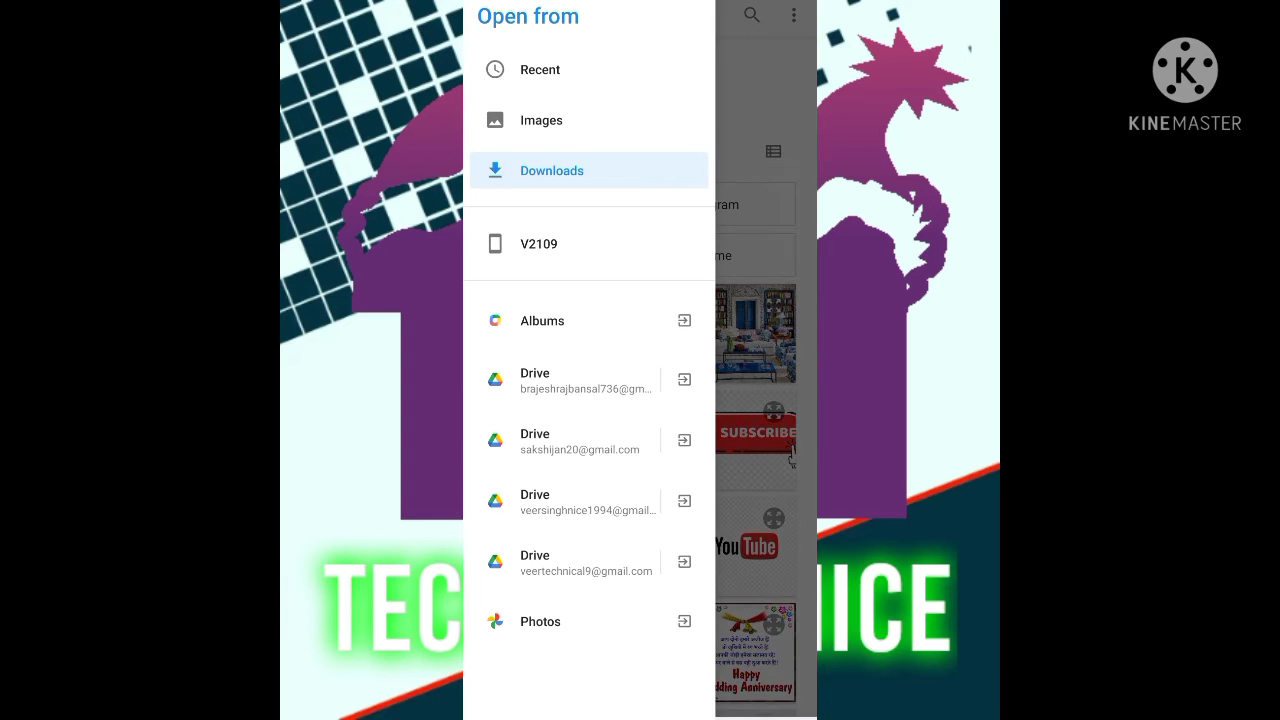 Open from
Recent
Images
Downloads
V2109
Albums
Drive
brajeshrajbansal736@gm...
Drive
sakshijan20@gmail.com
Drive
veersinghnice1994@gmail...
Drive
veertechnical9@gmail.com
Photos
ram
me
SUBSCRIBE
YouTube
Happy
dding Anniversary
TEC
NICE
K
KINEMASTER